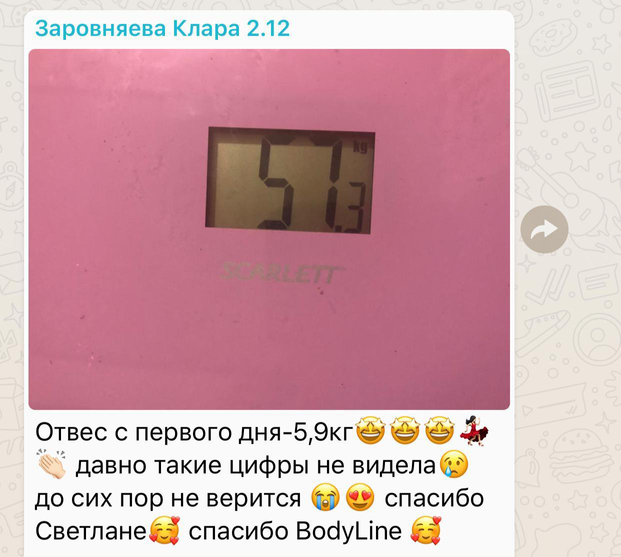 Заровняева Клара 2.12
57.3 kg
SCARLETT
Отвес с первого дня-5,9кг🤩🤩🤩💃
👏🏻 давно такие цифры не видела😢
до сих пор не верится 😭😍 спасибо
Светлане🥰 спасибо BodyLine 🥰